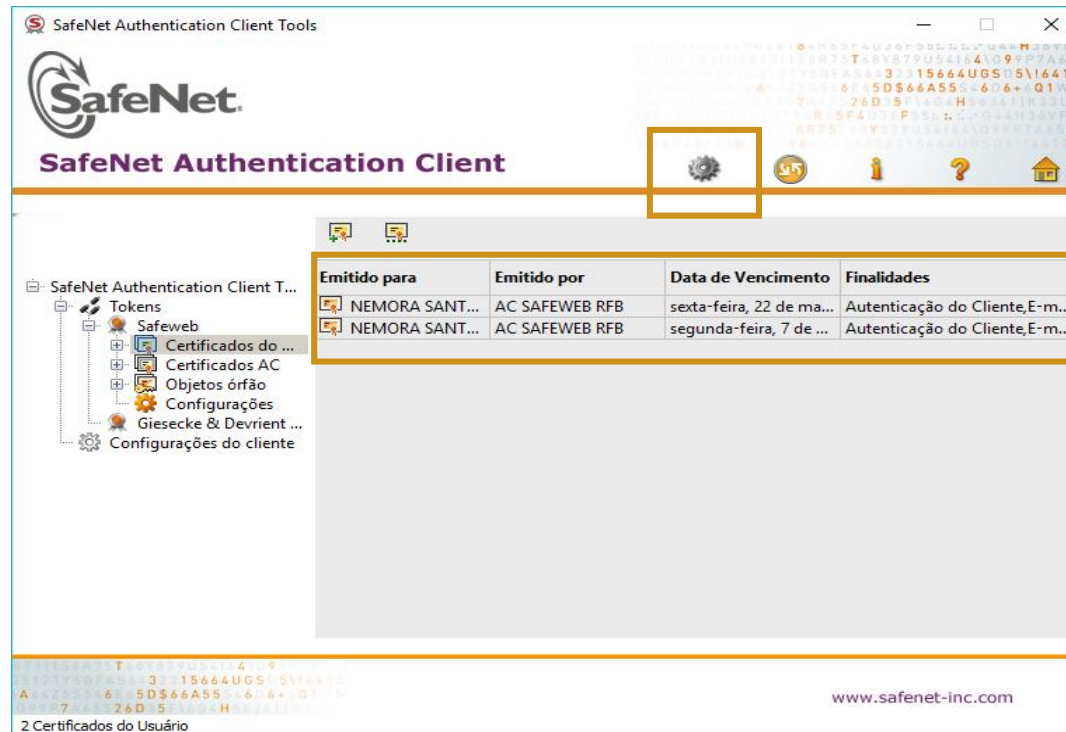 SafeNet Authentication Client Tools
SafeNet.
SafeNet Authentication Client
SafeNet Authentication Client T...
Tokens
Safeweb
Certificados do ...
Certificados AC
Objetos órfão
Configurações
Giesecke & Devrient ...
Configurações do cliente
Emitido para Emitido por Data de Vencimento Finalidades
NEMORA SANT... AC SAFEWEB RFB sexta-feira, 22 de ma... Autenticação do Cliente,E-m...
NEMORA SANT... AC SAFEWEB RFB segunda-feira, 7 de ... Autenticação do Cliente,E-m...
www.safenet-inc.com
2 Certificados do Usuário